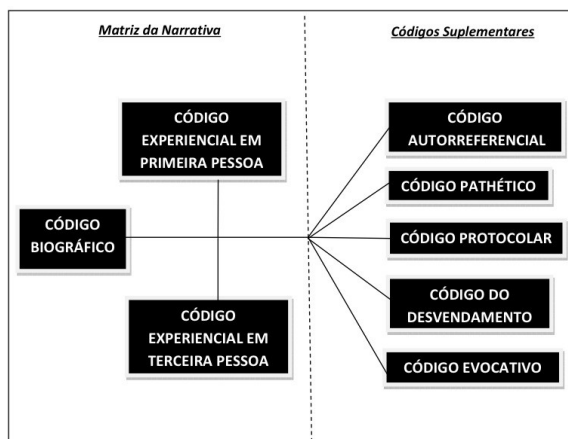 Matriz da Narrativa
Códigos Suplementares
CÓDIGO
EXPERIENCIAL EM
PRIMEIRA PESSOA
CÓDIGO
BIOGRÁFICO
CÓDIGO
EXPERIENCIAL EM
TERCEIRA PESSOA
CÓDIGO
AUTORREFERENCIAL
CÓDIGO PATHÉTICO
CÓDIGO PROTOCOLAR
CÓDIGO DO
DESVENDAMENTO
CÓDIGO EVOCATIVO